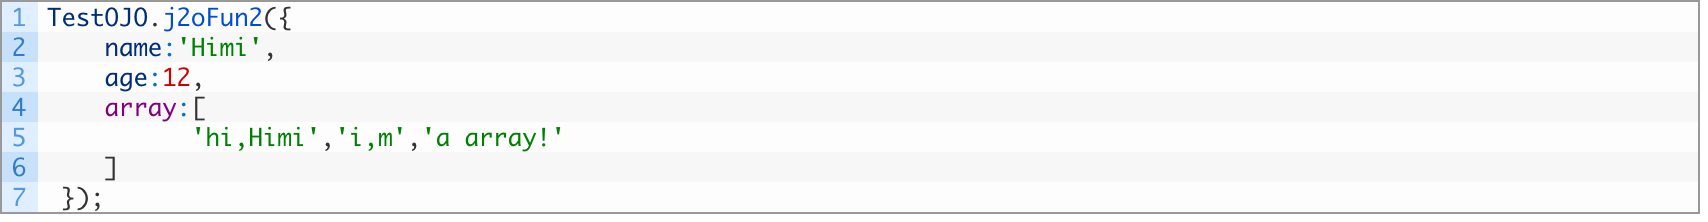 1 TestOJO.j2oFun2({
2     name:'Himi',
3     age:12,
4     array:[
5           'hi,Himi','i,m','a array!'
6     ]
7  });